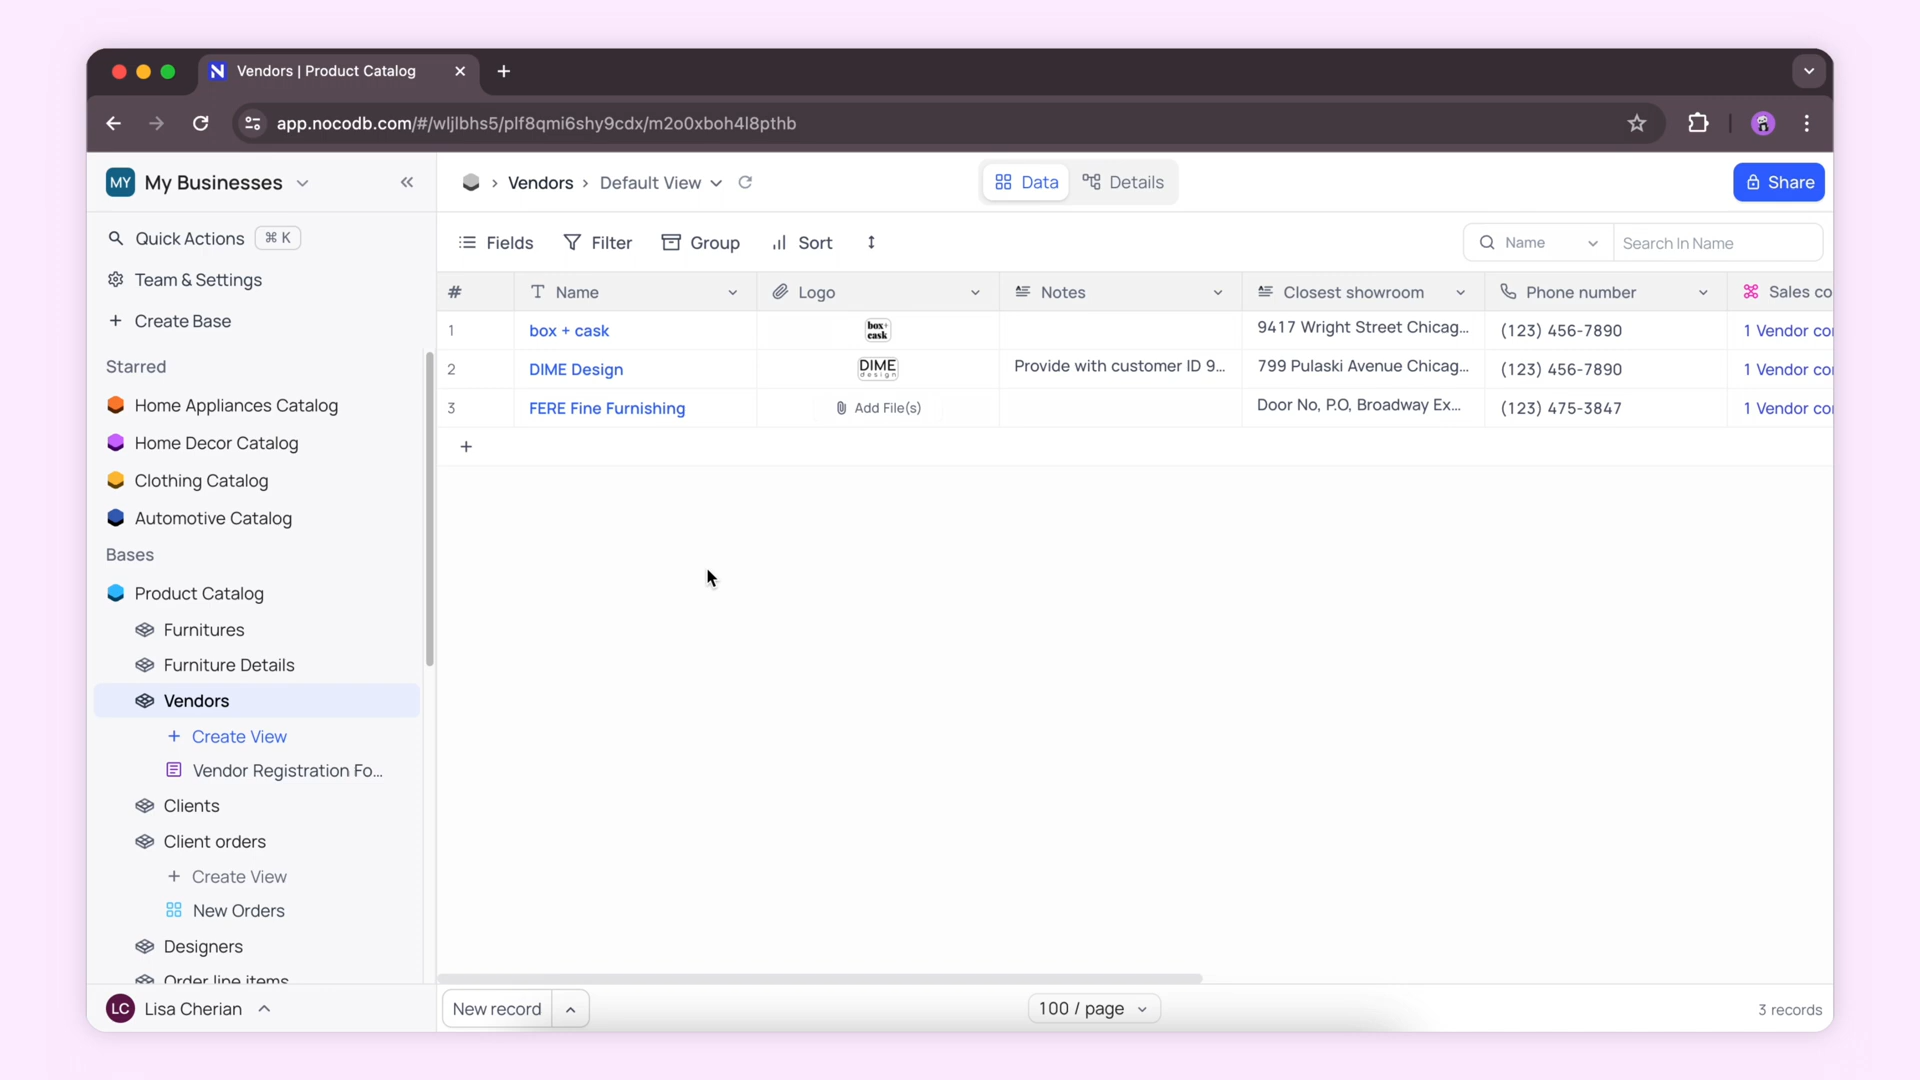 Vendors | Product Catalog
app.nocodb.com/#/wljlbhs5/plf8qmi6shy9cdx/m2o0xboh4l8pthb
MY My Businesses
Vendors
Default View
Data
Details
Share
Quick Actions ⌘ K
Team & Settings
Create Base
Fields
Filter
Group
Sort
Name
Search In Name
# Name Logo Notes Closest showroom Phone number Sales co
1 box + cask box+ cask 9417 Wright Street Chicag... (123) 456-7890 1 Vendor con
2 DIME Design DIME design Provide with customer ID 9... 799 Pulaski Avenue Chicag... (123) 456-7890 1 Vendor con
3 FERE Fine Furnishing Add File(s) Door No, P.O, Broadway Ex... (123) 475-3847 1 Vendor con
Starred
Home Appliances Catalog
Home Decor Catalog
Clothing Catalog
Automotive Catalog
Bases
Product Catalog
Furnitures
Furniture Details
Vendors
Create View
Vendor Registration Fo...
Clients
Client orders
Create View
New Orders
Designers
Order line items
LC Lisa Cherian
New record
100 / page
3 records